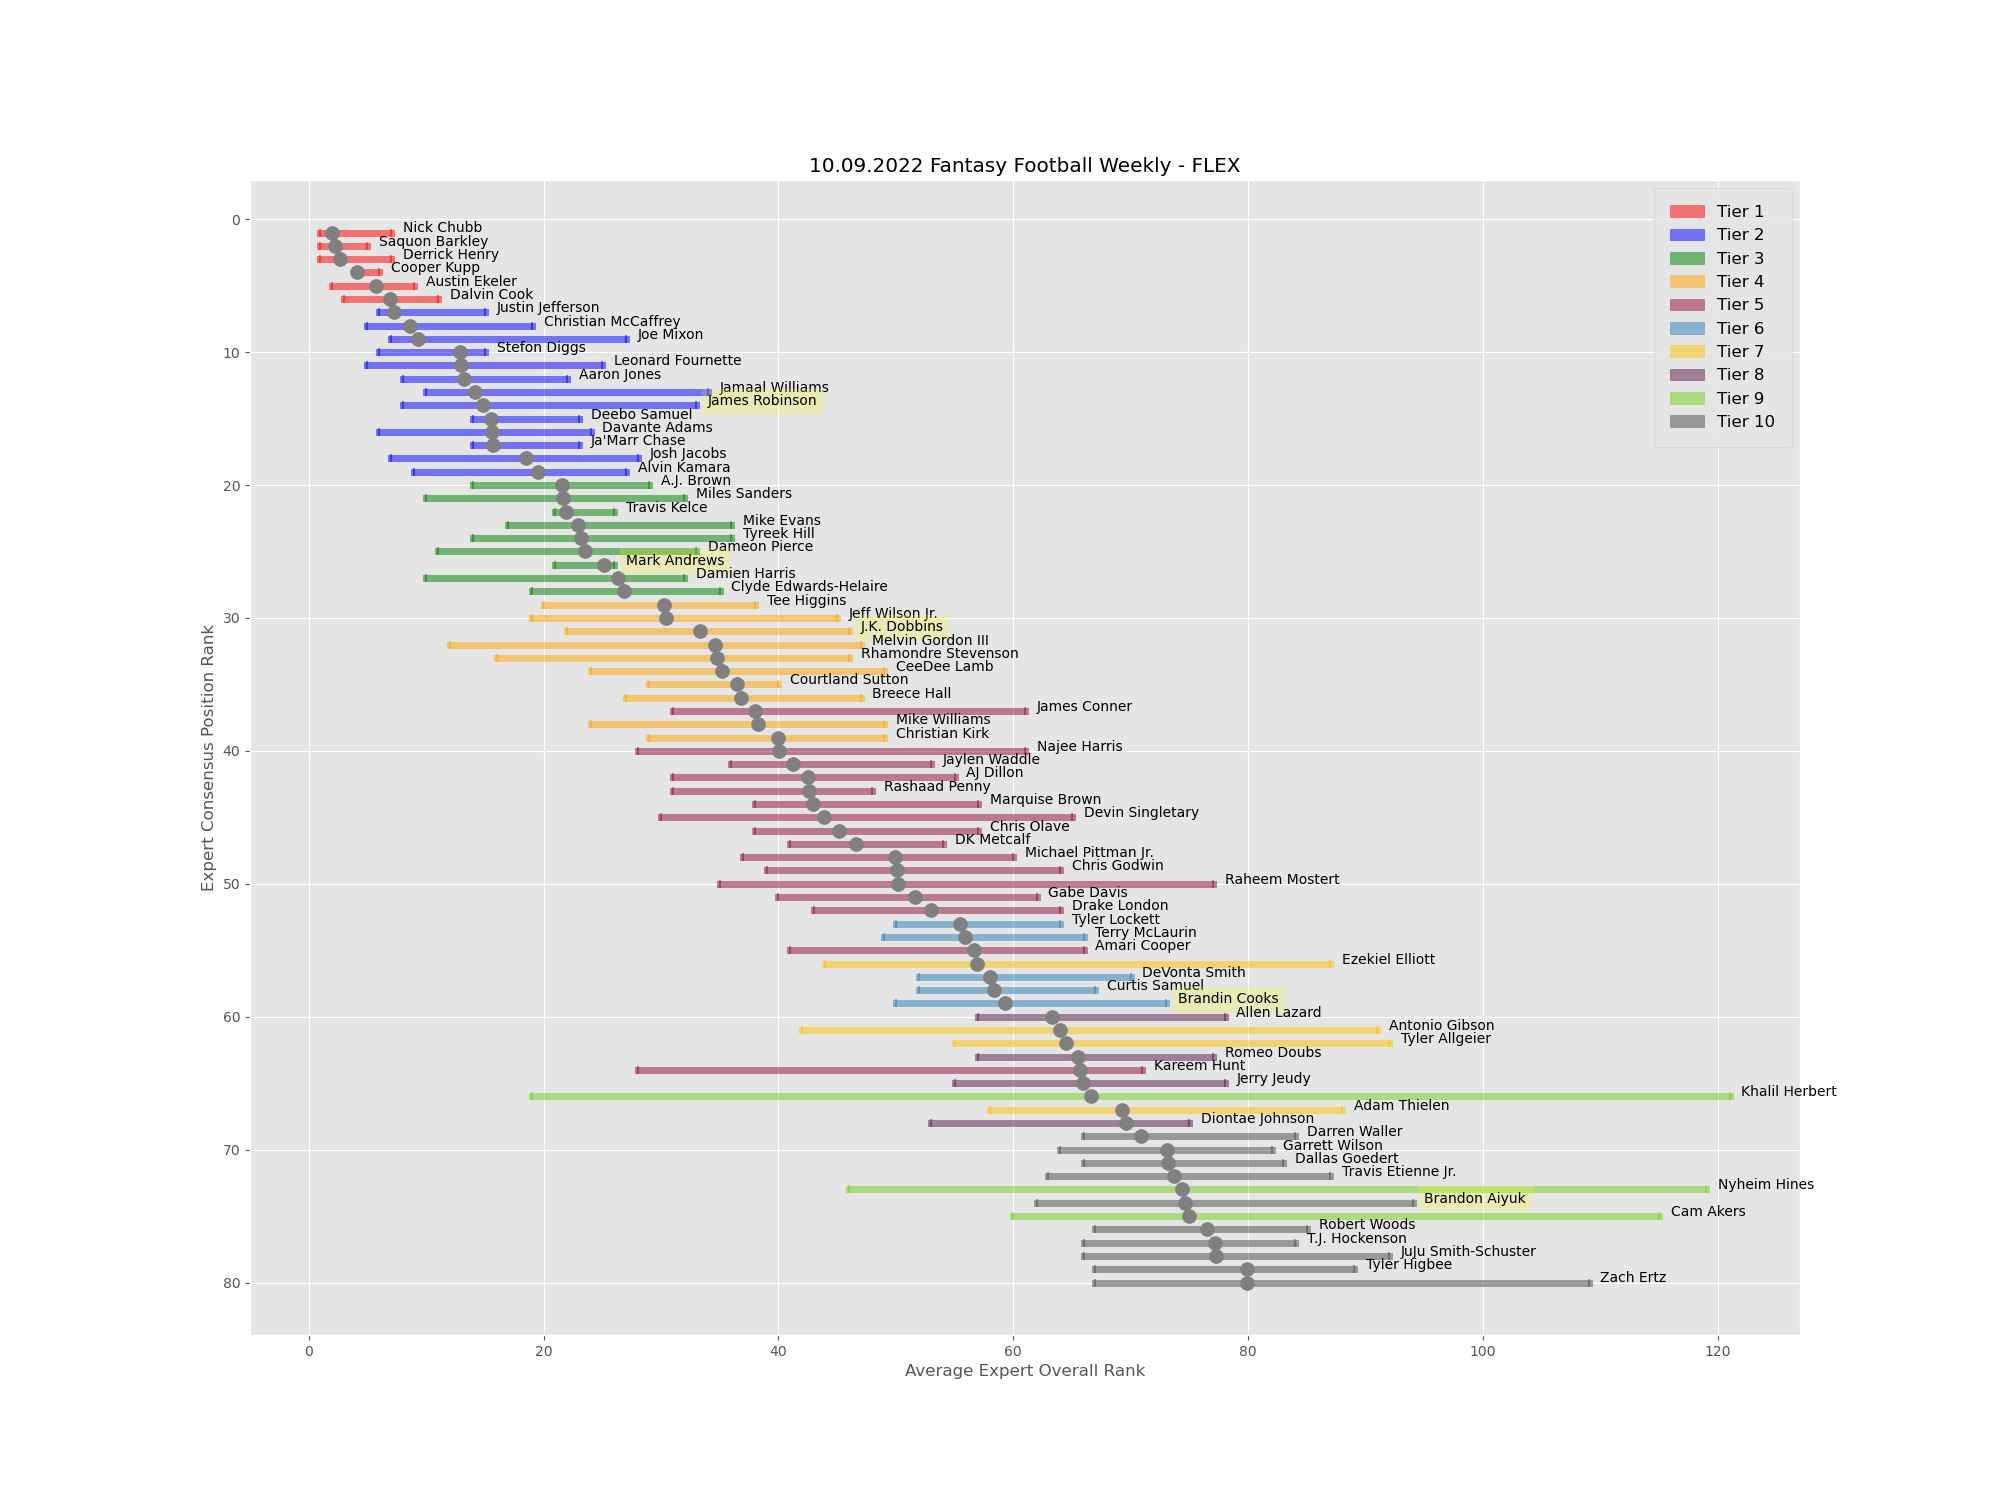 10.09.2022 Fantasy Football Weekly - FLEX
Tier 1
Tier 2
Tier 3
Tier 4
Tier 5
Tier 6
Tier 7
Tier 8
Tier 9
Tier 10
Expert Consensus Position Rank
0
10
20
30
40
50
60
70
80
Nick Chubb
Saquon Barkley
Derrick Henry
Cooper Kupp
Austin Ekeler
Dalvin Cook
Justin Jefferson
Christian McCaffrey
Joe Mixon
Stefon Diggs
Leonard Fournette
Aaron Jones
Jamaal Williams
James Robinson
Deebo Samuel
Davante Adams
Ja'Marr Chase
Josh Jacobs
Alvin Kamara
A.J. Brown
Miles Sanders
Travis Kelce
Mike Evans
Tyreek Hill
Dameon Pierce
Mark Andrews
Damien Harris
Clyde Edwards-Helaire
Tee Higgins
Jeff Wilson Jr.
J.K. Dobbins
Melvin Gordon III
Rhamondre Stevenson
CeeDee Lamb
Courtland Sutton
Breece Hall
James Conner
Mike Williams
Christian Kirk
Najee Harris
Jaylen Waddle
AJ Dillon
Rashaad Penny
Marquise Brown
Devin Singletary
Chris Olave
DK Metcalf
Michael Pittman Jr.
Chris Godwin
Raheem Mostert
Gabe Davis
Drake London
Tyler Lockett
Terry McLaurin
Amari Cooper
Ezekiel Elliott
DeVonta Smith
Curtis Samuel
Brandin Cooks
Allen Lazard
Antonio Gibson
Tyler Allgeier
Romeo Doubs
Kareem Hunt
Jerry Jeudy
Khalil Herbert
Adam Thielen
Diontae Johnson
Darren Waller
Garrett Wilson
Dallas Goedert
Travis Etienne Jr.
Nyheim Hines
Brandon Aiyuk
Cam Akers
Robert Woods
T.J. Hockenson
JuJu Smith-Schuster
Tyler Higbee
Zach Ertz
0
20
40
60
80
100
120
Average Expert Overall Rank